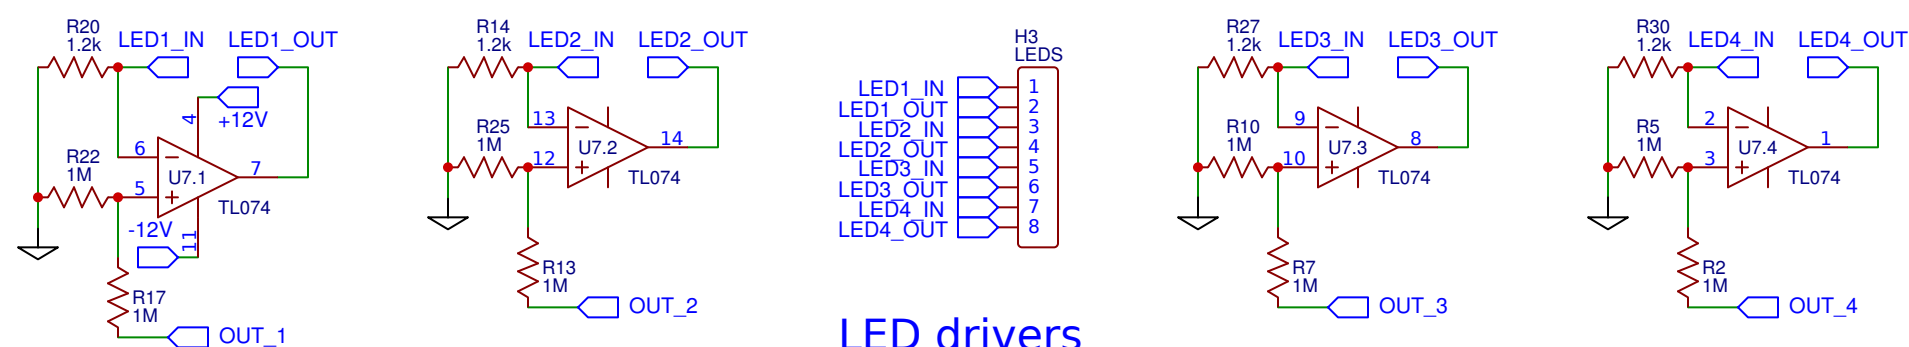 R20
1.2k
LED1_IN
LED1_OUT
4
+12V
6
R22
1M
5
U7.1
7
TL074
-12V
11
R17
1M
OUT_1
R14
1.2k
LED2_IN
LED2_OUT
13
R25
1M
12
U7.2
14
TL074
R13
1M
OUT_2
H3
LEDS
LED1_IN 1
LED1_OUT 2
LED2_IN 3
LED2_OUT 4
LED3_IN 5
LED3_OUT 6
LED4_IN 7
LED4_OUT 8
LED drivers
R27
1.2k
LED3_IN
LED3_OUT
9
R10
1M
10
U7.3
8
TL074
R7
1M
OUT_3
R30
1.2k
LED4_IN
LED4_OUT
2
R5
1M
3
U7.4
1
TL074
R2
1M
OUT_4